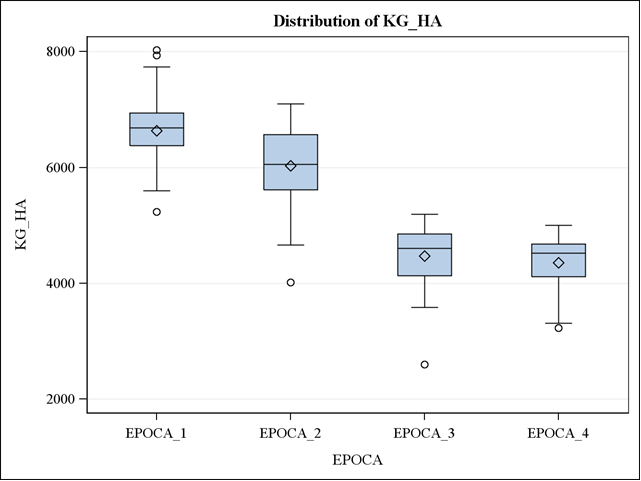 Distribution of KG_HA
8000
6000
4000
2000
KG_HA
EPOCA_1 EPOCA_2 EPOCA_3 EPOCA_4
EPOCA